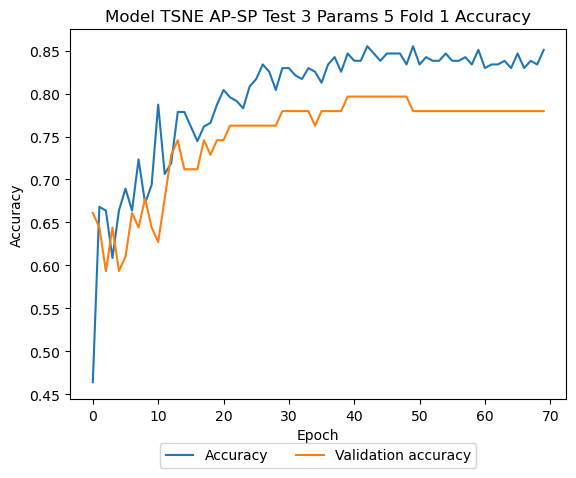 Model TSNE AP-SP Test 3 Params 5 Fold 1 Accuracy
0.85
0.80
0.75
0.70
0.65
0.60
0.55
0.50
0.45
Accuracy
0 10 20 30 40 50 60 70
Epoch
Accuracy Validation accuracy